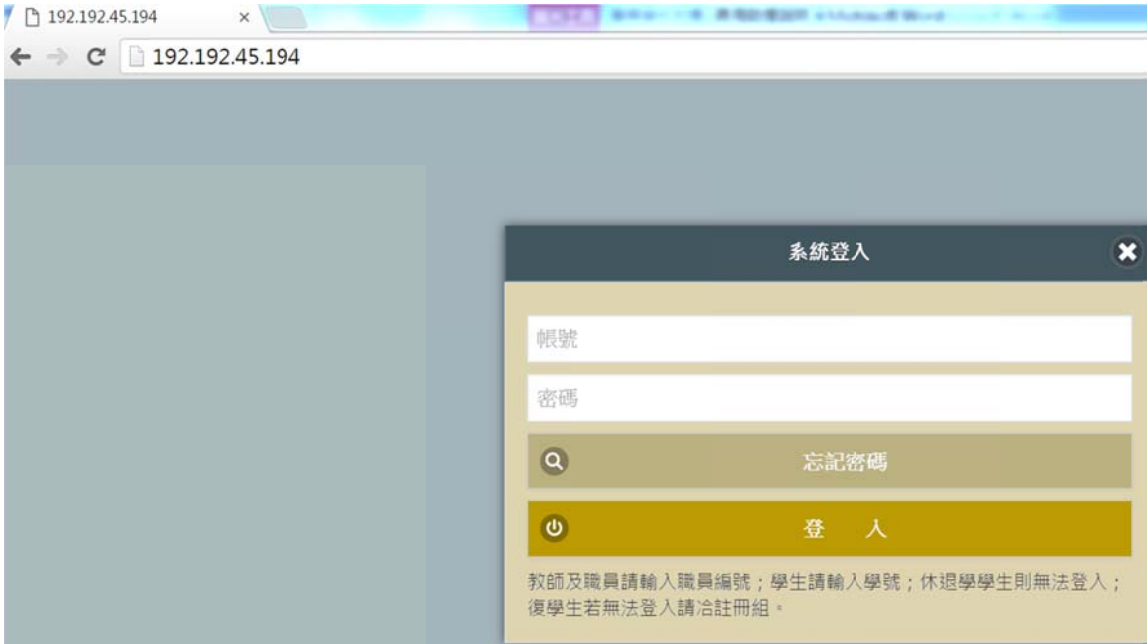 192.192.45.194
192.192.45.194
系統登入
帳號
密碼
忘記密碼
登 入
教師及職員請輸入職員編號；學生請輸入學號；休退學學生則無法登入；
復學生若無法登入請洽註冊組。